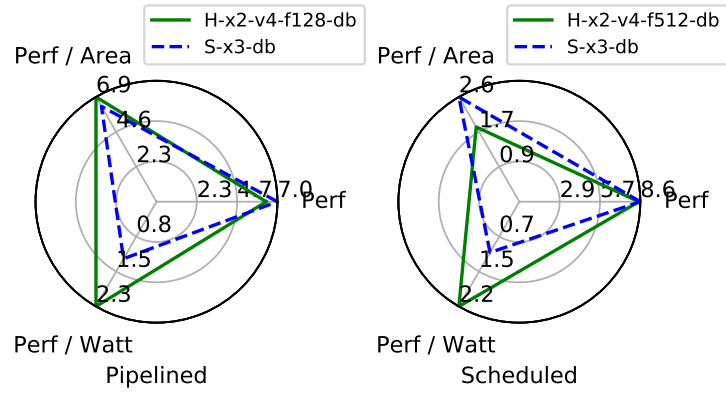 H-x2-v4-f128-db
S-x3-db
Perf / Area
6.9
4.6
2.3
2.3
4.7
7.0
Perf
0.8
1.5
2.3
Perf / Watt
Pipelined
H-x2-v4-f512-db
S-x3-db
Perf / Area
2.6
1.7
0.9
2.9
5.7
8.6
Perf
0.7
1.5
2.2
Perf / Watt
Scheduled